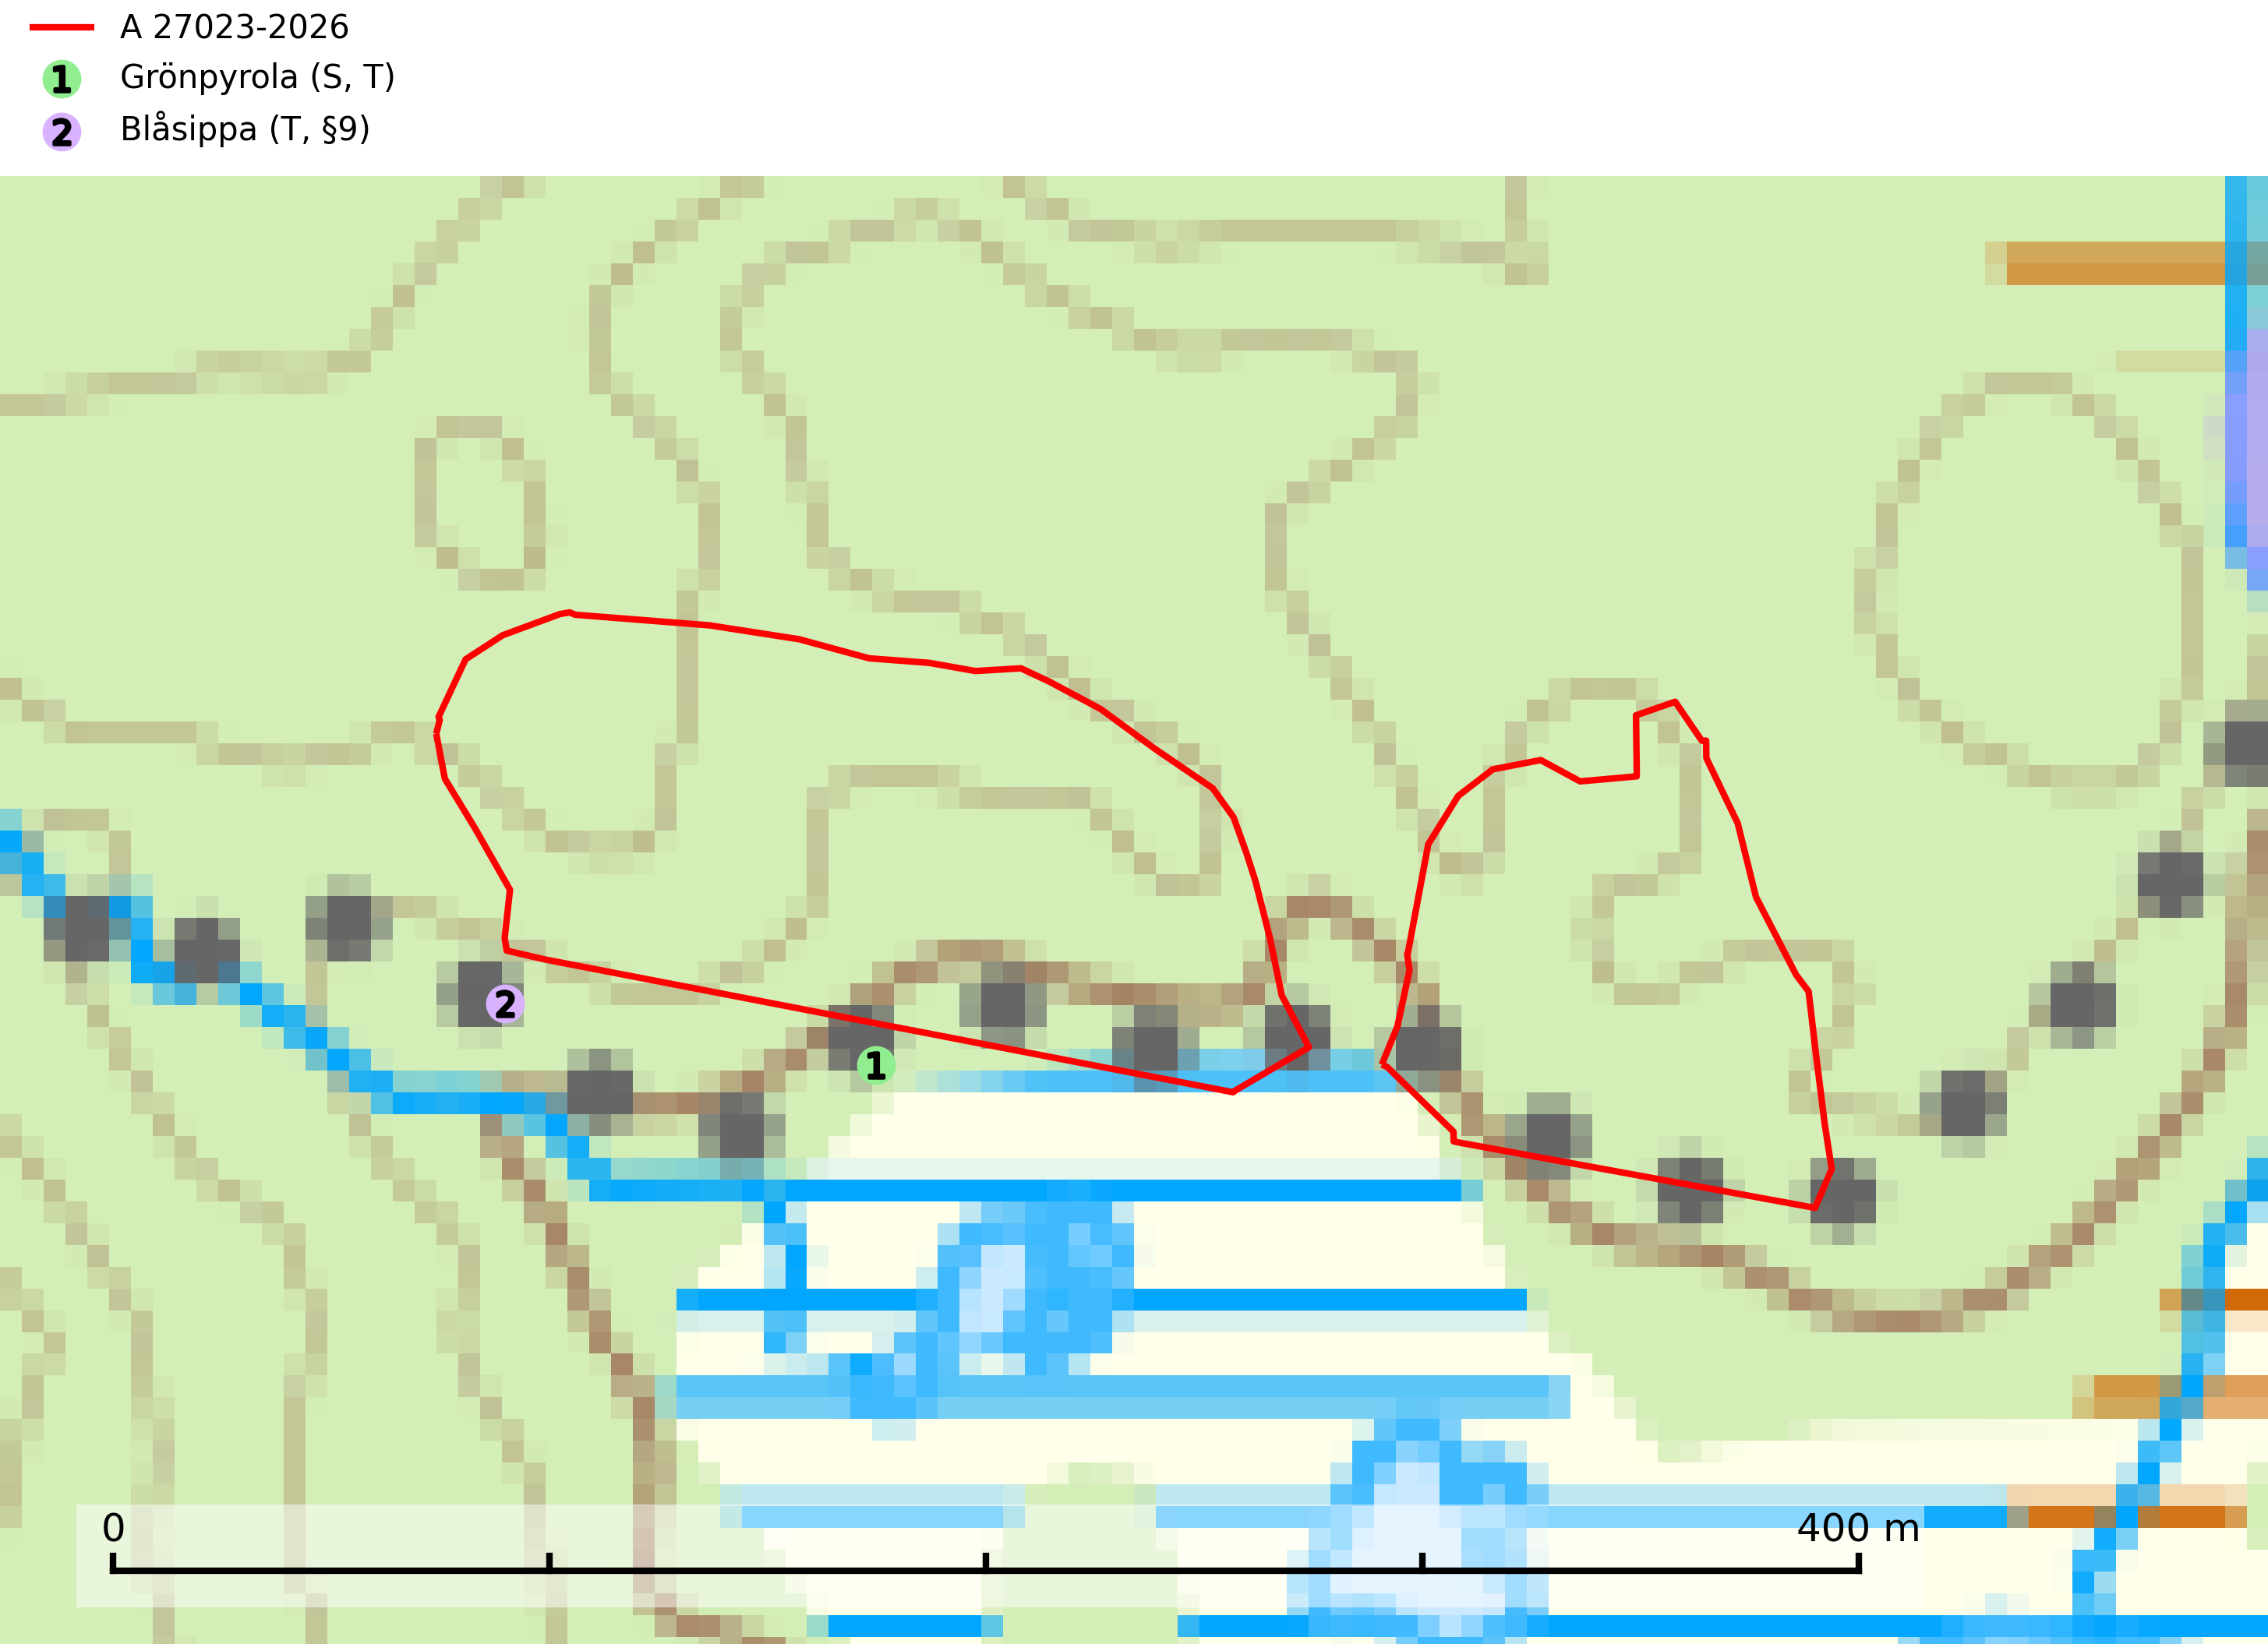 A 27023-2026
1 Grönpyrola (S, T)
2 Blåsippa (T, §9)
2
1
0 400 m